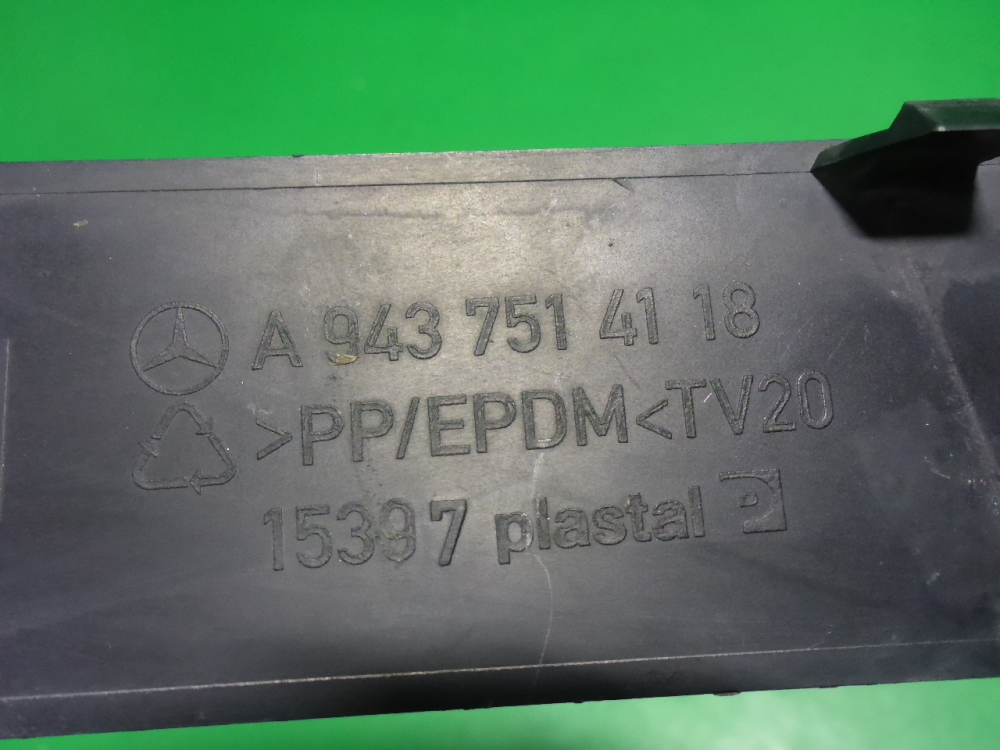 A 943 751 41 18
>PP/EPDM<TV20
15397 plastal